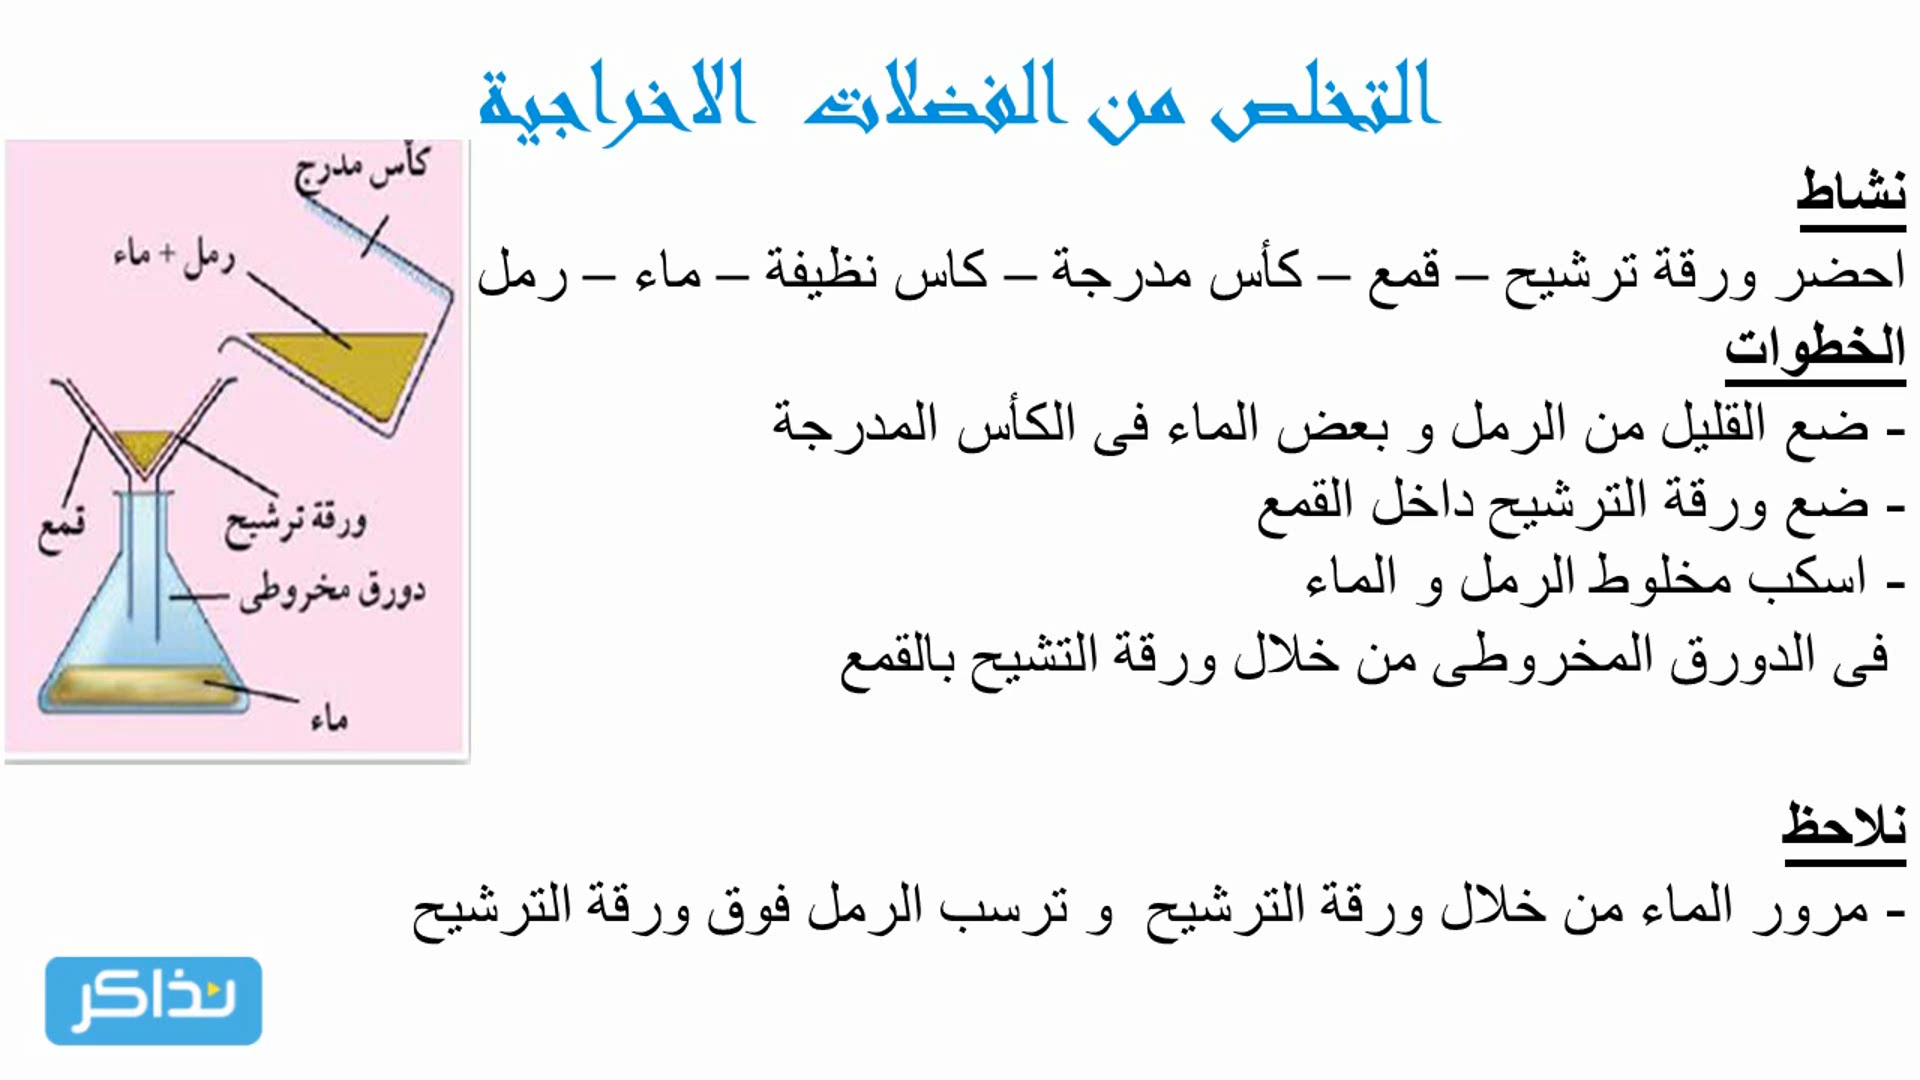 التخلص من الفضلات الاخراجية
نشاط
احضر ورقة ترشيح – قمع – كأس مدرجة – كاس نظيفة – ماء – رمل
الخطوات
- ضع القليل من الرمل و بعض الماء فى الكأس المدرجة
- ضع ورقة الترشيح داخل القمع
- اسكب مخلوط الرمل و الماء
فى الدورق المخروطى من خلال ورقة التشيح بالقمع
نلاحظ
- مرور الماء من خلال ورقة الترشيح و ترسب الرمل فوق ورقة الترشيح
كأس مدرج
رمل + ماء
ورقة ترشيح
قمع
دورق مخروطى
ماء
نذاكر